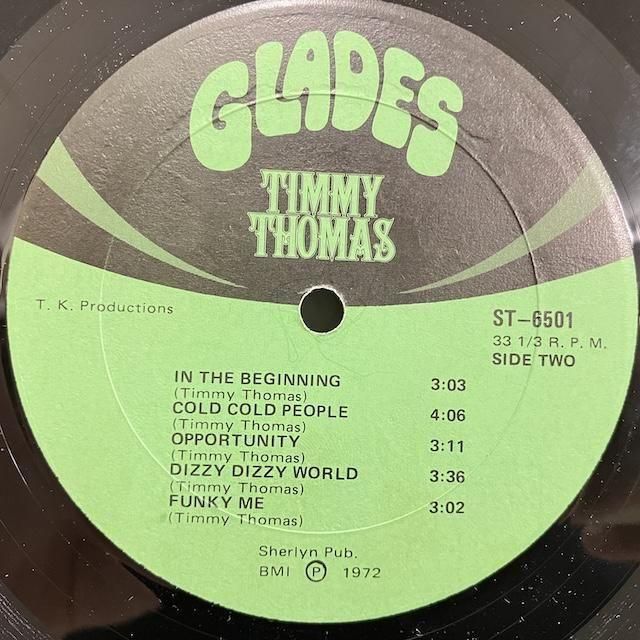 GLADES
TIMMY
THOMAS
T. K. Productions
ST-6501
33 1/3 R. P. M.
SIDE TWO
IN THE BEGINNING 3:03
(Timmy Thomas)
COLD COLD PEOPLE 4:06
(Timmy Thomas)
OPPORTUNITY 3:11
(Timmy Thomas)
DIZZY DIZZY WORLD 3:36
(Timmy Thomas)
FUNKY ME 3:02
(Timmy Thomas)
Sherlyn Pub.
BMI ℗ 1972